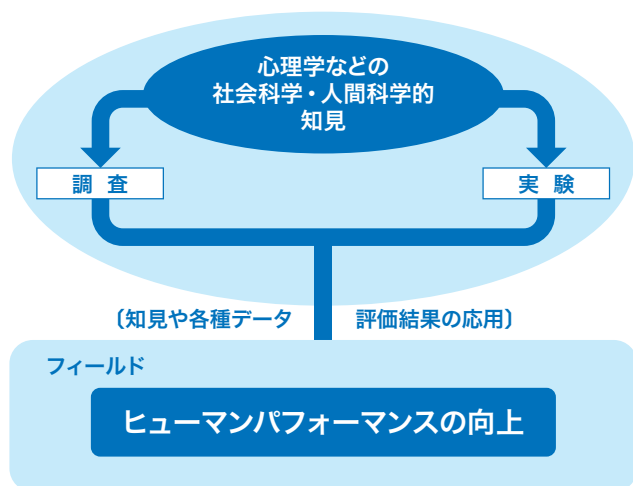 心理学などの
社会科学・人間科学的
知見
調 査
実 験
〔知見や各種データ 評価結果の応用〕
フィールド
ヒューマンパフォーマンスの向上